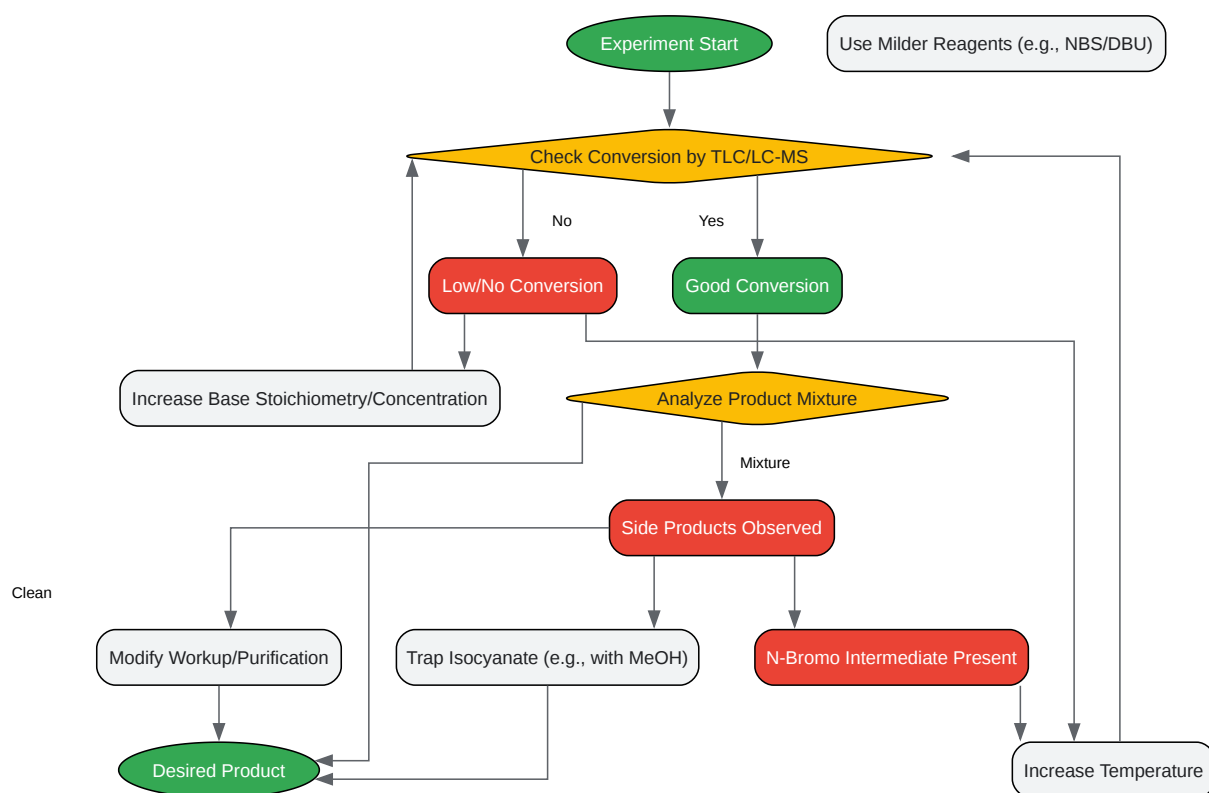 Experiment Start
Use Milder Reagents (e.g., NBS/DBU)
Check Conversion by TLC/LC-MS
No
Yes
Low/No Conversion
Good Conversion
Increase Base Stoichiometry/Concentration
Analyze Product Mixture
Mixture
Side Products Observed
Clean
Modify Workup/Purification
Trap Isocyanate (e.g., with MeOH)
N-Bromo Intermediate Present
Desired Product
Increase Temperature